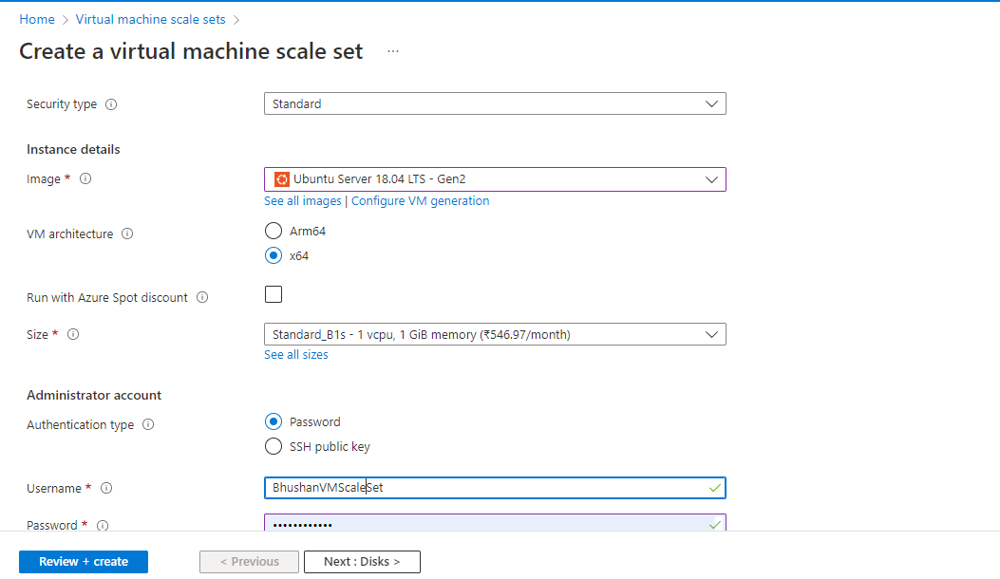 Home > Virtual machine scale sets >
Create a virtual machine scale set ...
Security type
Standard
Instance details
Image *
Ubuntu Server 18.04 LTS - Gen2
See all images | Configure VM generation
VM architecture
Arm64
x64
Run with Azure Spot discount
Size *
Standard_B1s - 1 vcpu, 1 GiB memory (₹546.97/month)
See all sizes
Administrator account
Authentication type
Password
SSH public key
Username *
BhushanVMScaleSet
Password *
••••••••••••
Review + create
< Previous
Next : Disks >